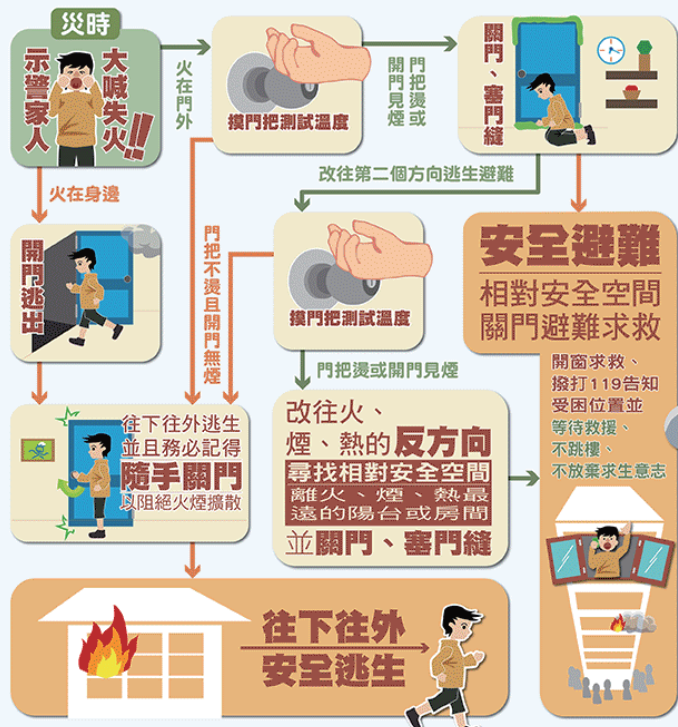 災時
大喊失火!!
示警家人
火在門外
摸門把測試溫度
門把燙或
開門見煙
關門、塞門縫
火在身邊
改往第二個方向逃生避難
開門逃出
門把不燙且開門無煙
摸門把測試溫度
安全避難
相對安全空間
關門避難求救
門把燙或開門見煙
開窗求救、
撥打119告知
受困位置並
等待救援、
不跳樓、
不放棄求生意志
往下往外逃生
並且務必記得
隨手關門
以阻絕火煙擴散
改往火、
煙、熱的反方向
尋找相對安全空間
離火、煙、熱最
遠的陽台或房間
並關門、塞門縫
往下往外
安全逃生